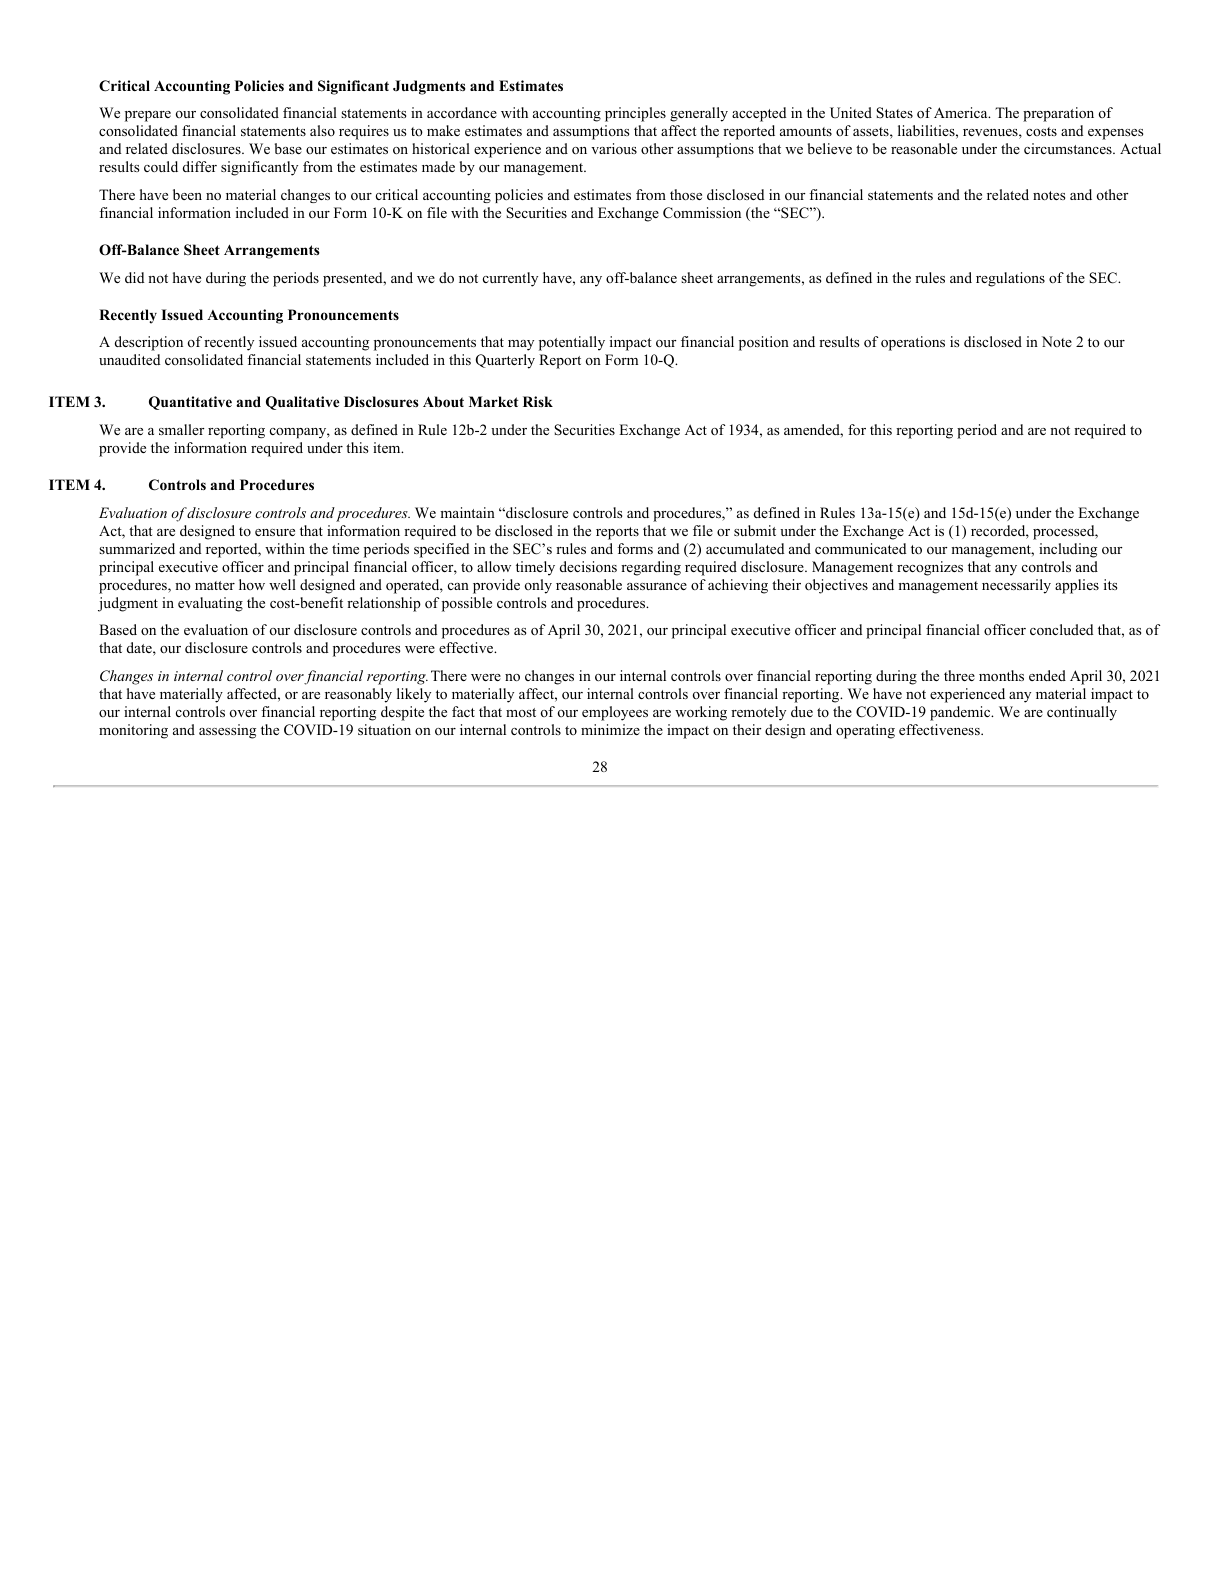 Critical Accounting Policies and Significant Judgments and Estimates
We prepare our consolidated financial statements in accordance with accounting principles generally accepted in the United States of America. The preparation of
consolidated financial statements also requires us to make estimates and assumptions that affect the reported amounts of assets, liabilities, revenues, costs and expenses
and related disclosures. We base our estimates on historical experience and on various other assumptions that we believe to be reasonable under the circumstances. Actual
results could differ significantly from the estimates made by our management.
There have been no material changes to our critical accounting policies and estimates from those disclosed in our financial statements and the related notes and other
financial information included in our Form 10-K on file with the Securities and Exchange Commission (the “SEC”).
Off-Balance Sheet Arrangements
We did not have during the periods presented, and we do not currently have, any off-balance sheet arrangements, as defined in the rules and regulations of the SEC.
Recently Issued Accounting Pronouncements
A description of recently issued accounting pronouncements that may potentially impact our financial position and results of operations is disclosed in Note 2 to our
unaudited consolidated financial statements included in this Quarterly Report on Form 10-Q.
ITEM 3. Quantitative and Qualitative Disclosures About Market Risk
We are a smaller reporting company, as defined in Rule 12b-2 under the Securities Exchange Act of 1934, as amended, for this reporting period and are not required to
provide the information required under this item.
ITEM 4. Controls and Procedures
Evaluation of disclosure controls and procedures. We maintain “disclosure controls and procedures,” as defined in Rules 13a-15(e) and 15d-15(e) under the Exchange
Act, that are designed to ensure that information required to be disclosed in the reports that we file or submit under the Exchange Act is (1) recorded, processed,
summarized and reported, within the time periods specified in the SEC’s rules and forms and (2) accumulated and communicated to our management, including our
principal executive officer and principal financial officer, to allow timely decisions regarding required disclosure. Management recognizes that any controls and
procedures, no matter how well designed and operated, can provide only reasonable assurance of achieving their objectives and management necessarily applies its
judgment in evaluating the cost-benefit relationship of possible controls and procedures.
Based on the evaluation of our disclosure controls and procedures as of April 30, 2021, our principal executive officer and principal financial officer concluded that, as of
that date, our disclosure controls and procedures were effective.
Changes in internal control over financial reporting. There were no changes in our internal controls over financial reporting during the three months ended April 30, 2021
that have materially affected, or are reasonably likely to materially affect, our internal controls over financial reporting. We have not experienced any material impact to
our internal controls over financial reporting despite the fact that most of our employees are working remotely due to the COVID-19 pandemic. We are continually
monitoring and assessing the COVID-19 situation on our internal controls to minimize the impact on their design and operating effectiveness.
28